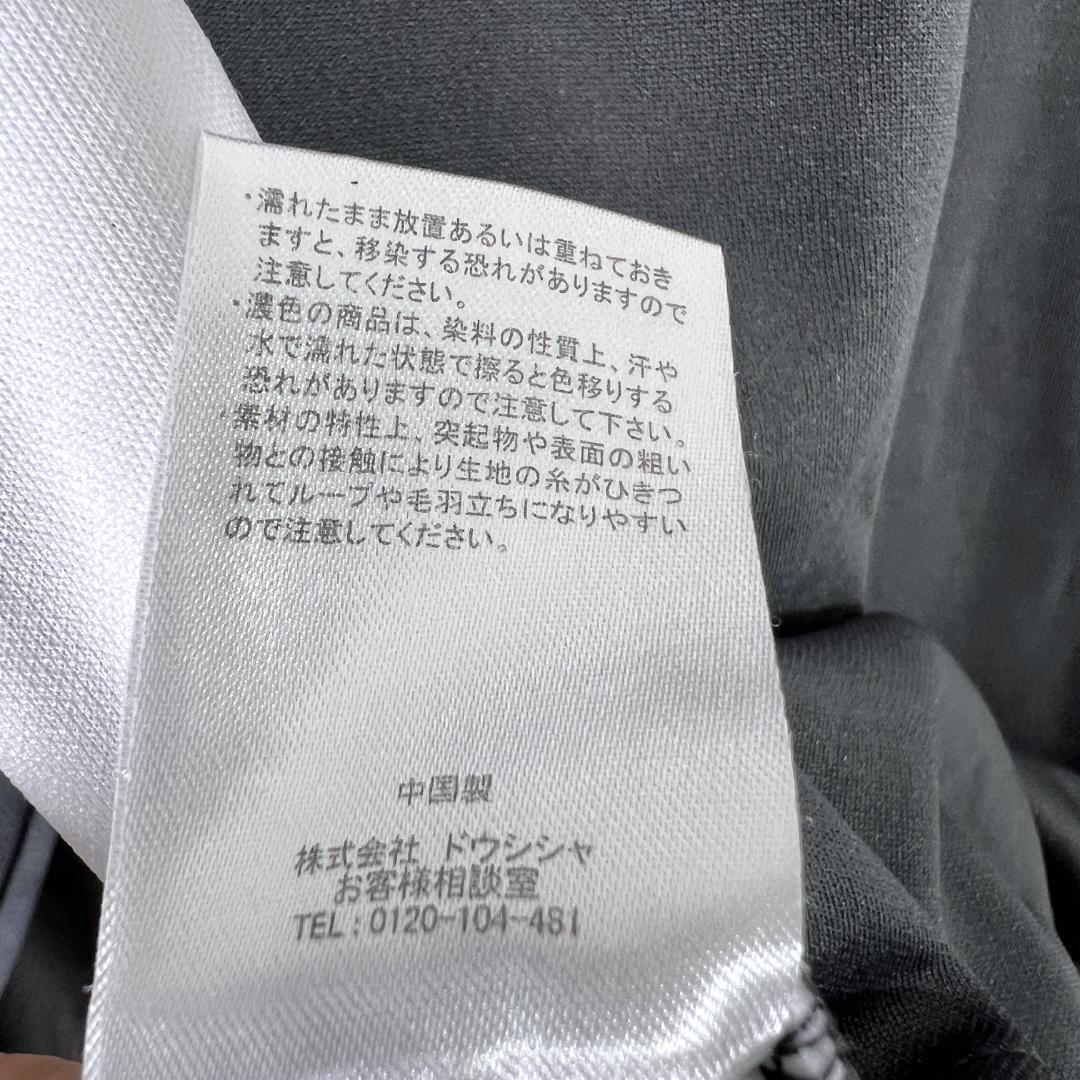 ・濡れたまま放置あるいは重ねておき
ますと、移染する恐れがありますので
注意してください。
・濃色の商品は、染料の性質上、汗や
水で濡れた状態で擦ると色移りする
恐れがありますので注意して下さい。
・素材の特性上、突起物や表面の粗い
物との接触により生地の糸がひきつ
れてループや毛羽立ちになりやすい
ので注意してください。
中国製
株式会社 ドウシシャ
お客様相談室
TEL:0120-104-481